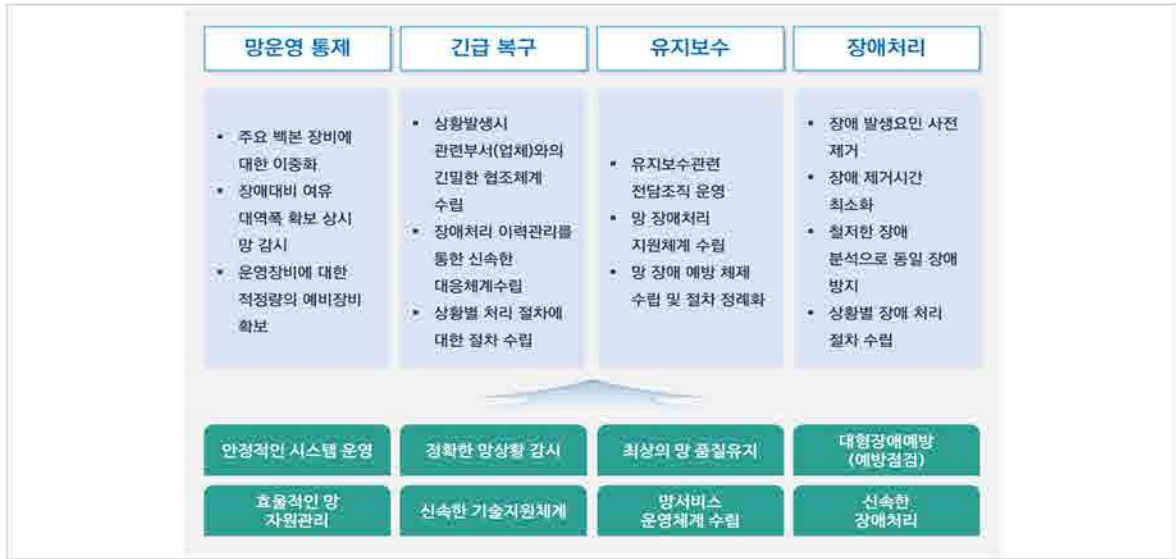 망운영 통제
긴급 복구
유지보수
장애처리
• 주요 백본 장비에
대한 이중화
• 장애대비 여유
대역폭 확보 상시
망 감시
• 운영장비에 대한
적정량의 예비장비
확보
• 상황발생시
관련부서(업체)와의
긴밀한 협조체계
수립
• 장애처리 이력관리를
통한 신속한
대응체계수립
• 상황별 처리 절차에
대한 절차 수립
• 유지보수관련
전담조직 운영
• 망 장애처리
지원체계 수립
• 망 장애 예방 체제
수립 및 절차 정례화
• 장애 발생요인 사전
제거
• 장애 제거시간
최소화
• 철저한 장애
분석으로 동일 장애
방지
• 상황별 장애 처리
절차 수립
안정적인 시스템 운영
정확한 망상황 감시
최상의 망 품질유지
대형장애예방
(예방점검)
효율적인 망
자원관리
신속한 기술지원체계
망서비스
운영체계 수립
신속한
장애처리